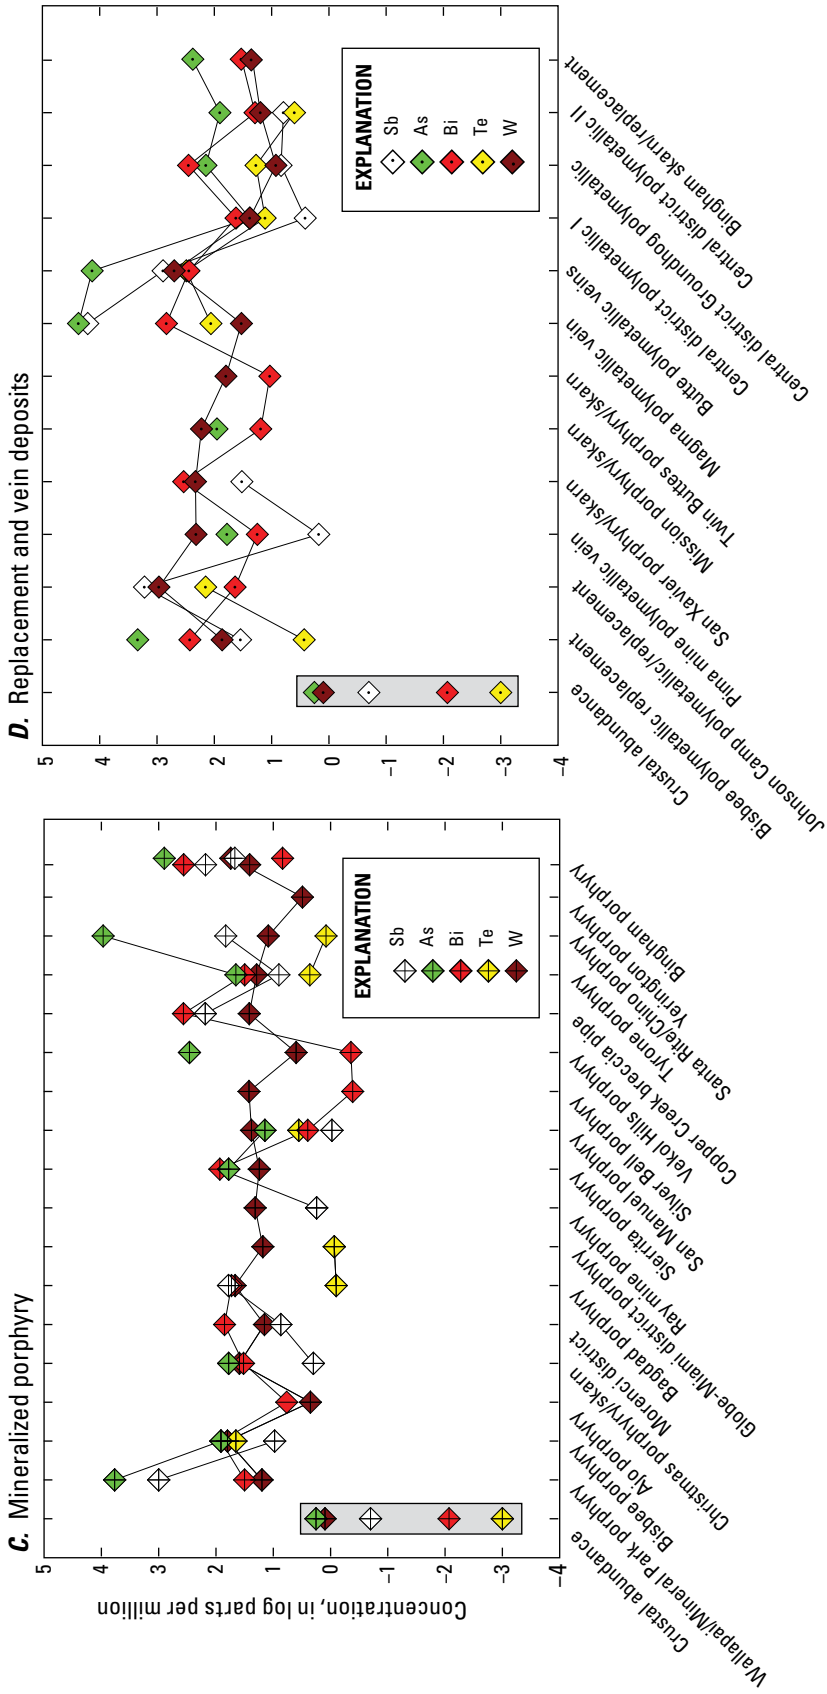 C. Mineralized porphyry
Concentration, in log parts per million
5
4
3
2
1
0
−1
−2
−3
−4
EXPLANATION
Sb
As
Bi
Te
W
Crustal abundance
Wallapai/Mineral Park porphyry
Bisbee porphyry
Ajo porphyry
Christmas porphyry/skarn
Morenci district
Bagdad porphyry
Globe-Miami district porphyry
Ray mine porphyry
Sierrita porphyry
San Manuel porphyry
Silver Bell porphyry
Vekol Hills porphyry
Copper Creek breccia pipe
Tyrone porphyry
Santa Rite/Chino porphyry
Yerington porphyry
Bingham porphyry
D. Replacement and vein deposits
5
4
3
2
1
0
−1
−2
−3
−4
EXPLANATION
Sb
As
Bi
Te
W
Crustal abundance
Bisbee polymetallic replacement
Johnson Camp polymetallic/replacement
Pima mine polymetallic vein
San Xavier porphyry/skarn
Mission porphyry/skarn
Twin Buttes porphyry/skarn
Magma polymetallic vein
Butte polymetallic veins
Central district polymetallic I
Central district Groundhog polymetallic
Central district polymetallic II
Bingham skarn/replacement